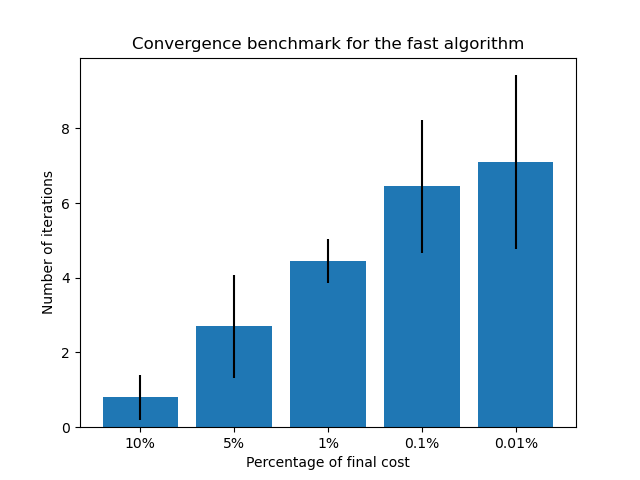 Convergence benchmark for the fast algorithm
Number of iterations
8
6
4
2
0
10% 5% 1% 0.1% 0.01%
Percentage of final cost